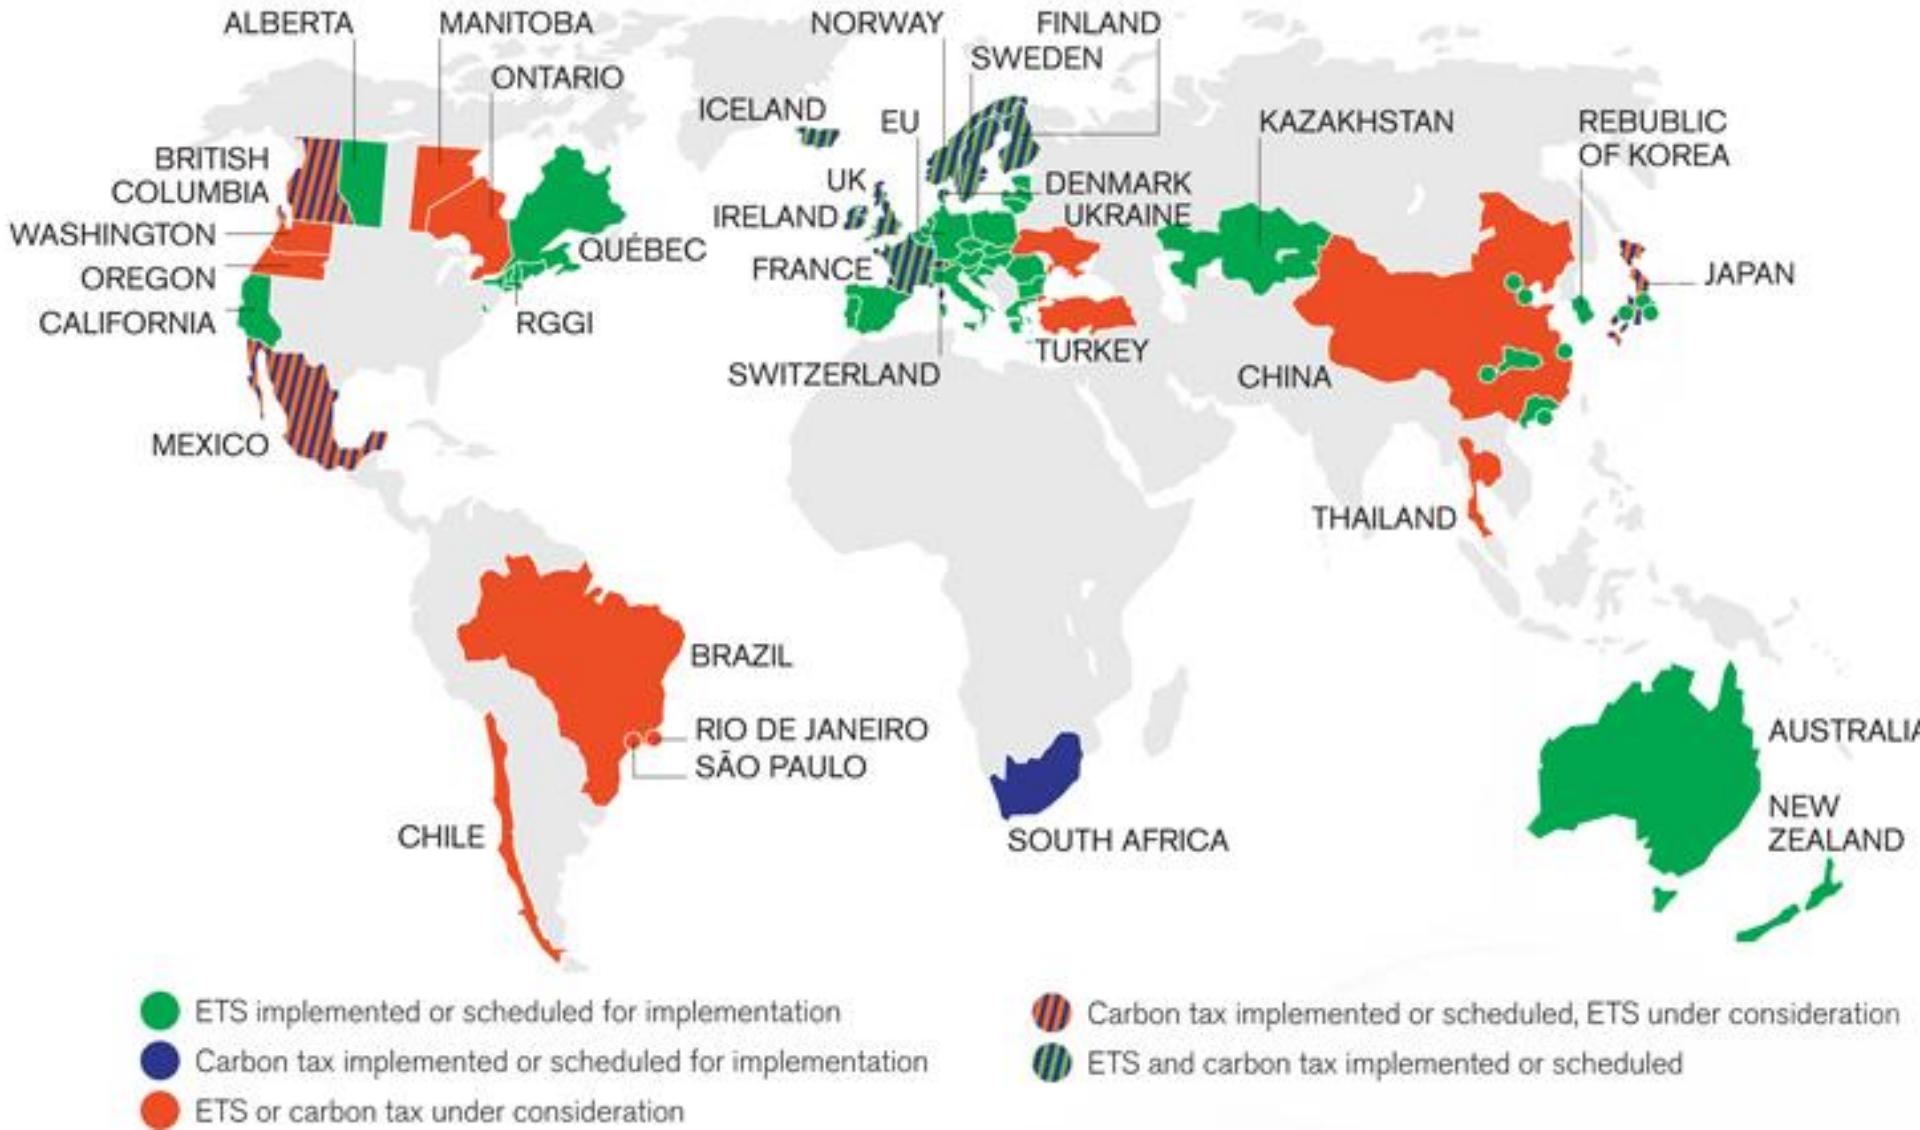 ALBERTA
MANITOBA
NORWAY
FINLAND
SWEDEN
ONTARIO
ICELAND
EU
KAZAKHSTAN
REBUBLIC
OF KOREA
BRITISH
COLUMBIA
UK
DENMARK
IRELAND
UKRAINE
WASHINGTON
QUÉBEC
OREGON
FRANCE
JAPAN
CALIFORNIA
RGGI
TURKEY
SWITZERLAND
CHINA
MEXICO
THAILAND
BRAZIL
RIO DE JANEIRO
SÃO PAULO
AUSTRALIA
NEW
ZEALAND
CHILE
SOUTH AFRICA
ETS implemented or scheduled for implementation
Carbon tax implemented or scheduled for implementation
ETS or carbon tax under consideration
Carbon tax implemented or scheduled, ETS under consideration
ETS and carbon tax implemented or scheduled